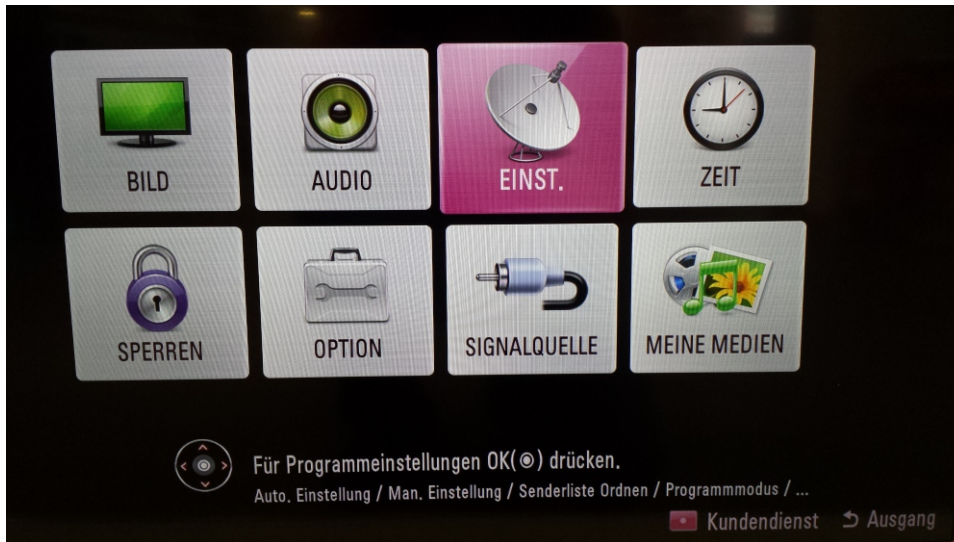 BILD
AUDIO
EINST.
ZEIT
SPERREN
OPTION
SIGNALQUELLE
MEINE MEDIEN
Für Programmeinstellungen OK(◉) drücken.
Auto. Einstellung / Man. Einstellung / Senderliste Ordnen / Programmmodus / ...
Kundendienst
Ausgang